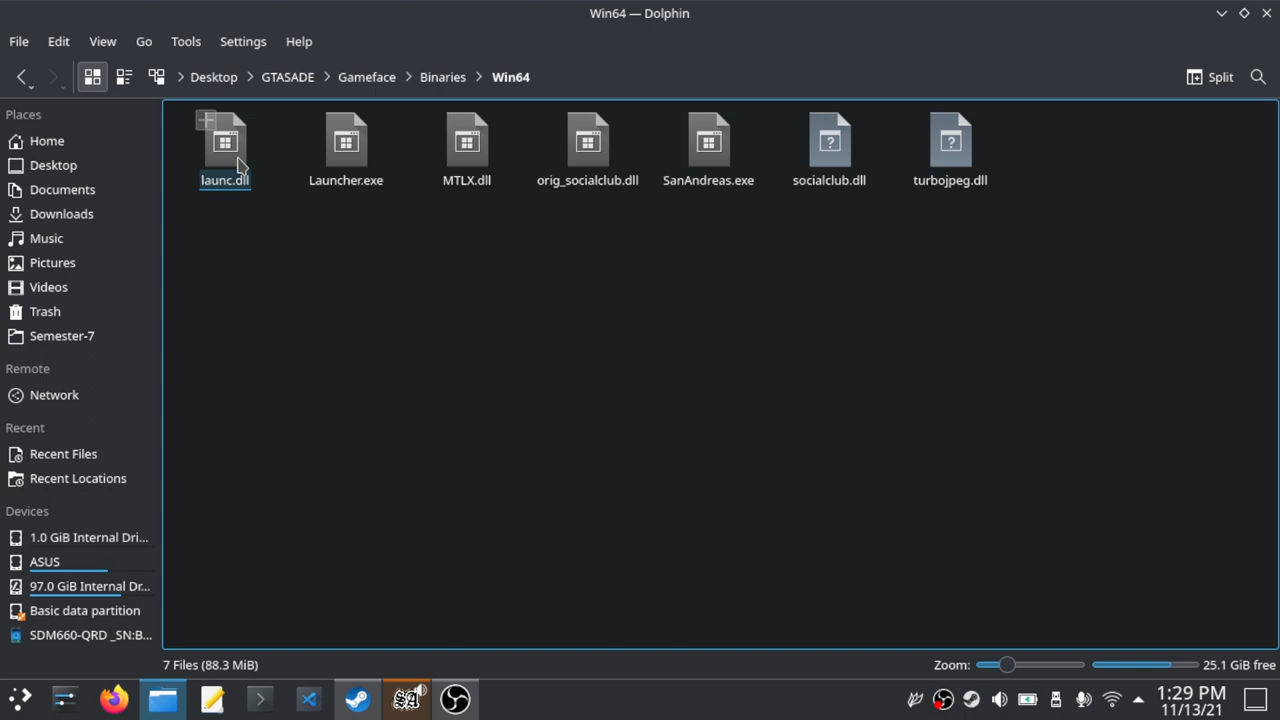 Win64 — Dolphin
File Edit View Go Tools Settings Help
Desktop GTASADE Gameface Binaries Win64
Split
Places
Home
Desktop
Documents
Downloads
Music
Pictures
Videos
Trash
Semester-7
Remote
Network
Recent
Recent Files
Recent Locations
Devices
1.0 GiB Internal Dri...
ASUS
97.0 GiB Internal Dr...
Basic data partition
SDM660-QRD _SN:B...
launc.dll
Launcher.exe
MTLX.dll
orig_socialclub.dll
SanAndreas.exe
socialclub.dll
turbojpeg.dll
7 Files (88.3 MiB)
Zoom:
25.1 GiB free
1:29 PM
11/13/21